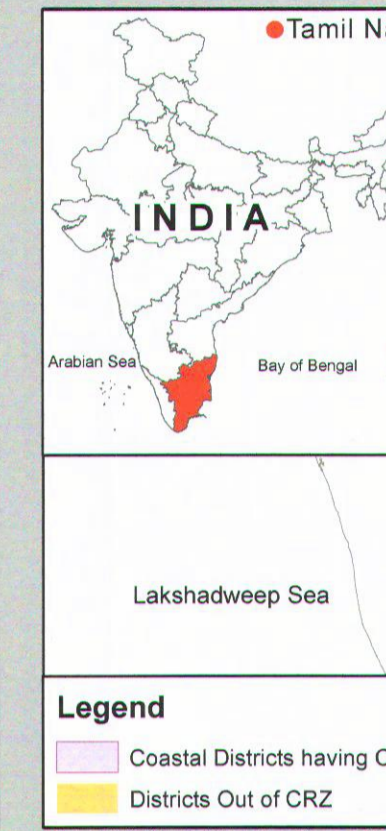 Tamil Na
INDIA
Arabian Sea
Bay of Bengal
Lakshadweep Sea
Legend
Coastal Districts having C
Districts Out of CRZ